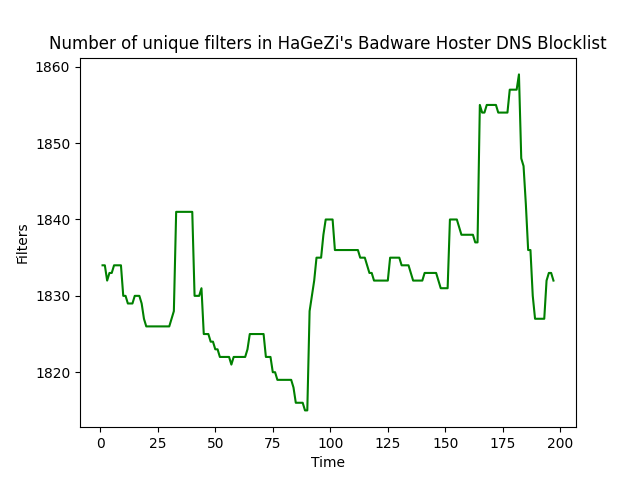 Number of unique filters in HaGeZi's Badware Hoster DNS Blocklist
1860
1850
1840
1830
1820
Filters
0 25 50 75 100 125 150 175 200
Time